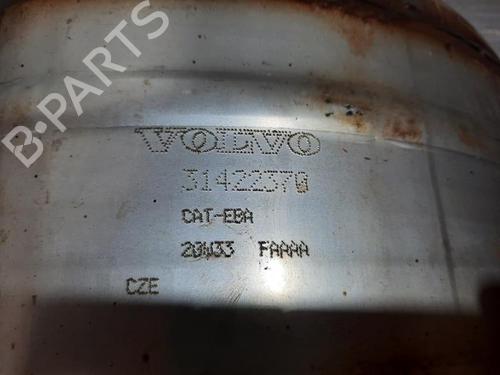 B-PARTS
VOLVO
31422370
CAT-EBA
20W33 FAAAA
CZE